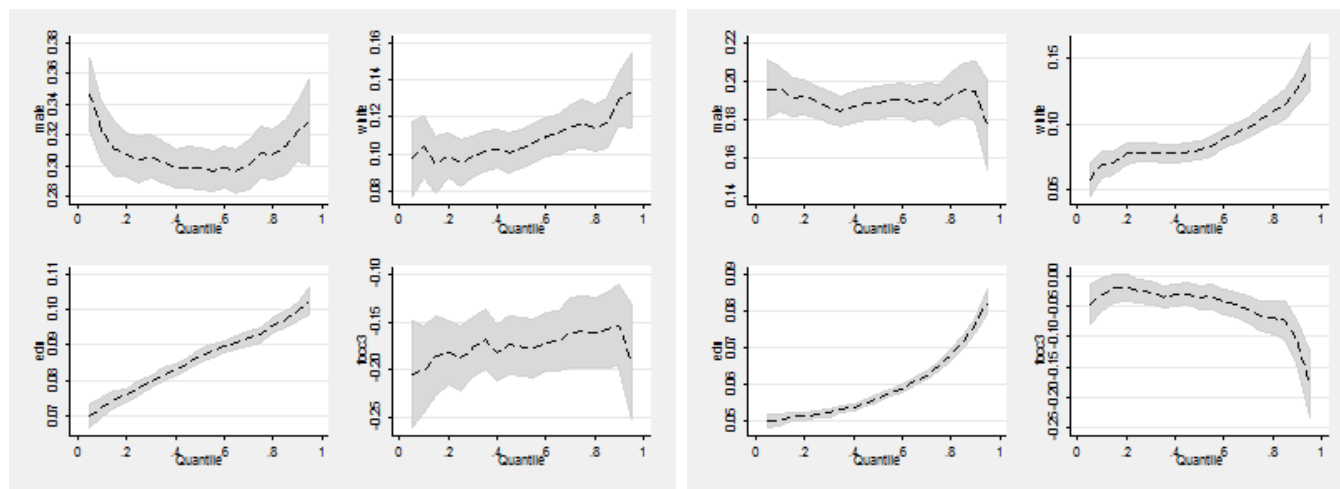 male
0.28 0.30 0.32 0.34 0.36 0.38
0 .2 .4 .6 .8 1
Quantile
white
0.08 0.10 0.12 0.14 0.16
0 .2 .4 .6 .8 1
Quantile
edu
0.07 0.08 0.09 0.10 0.11
0 .2 .4 .6 .8 1
Quantile
focc3
-0.25 -0.20 -0.15 -0.10
0 .2 .4 .6 .8 1
Quantile
male
0.14 0.16 0.18 0.20 0.22
0 .2 .4 .6 .8 1
Quantile
white
0.05 0.10 0.15
0 .2 .4 .6 .8 1
Quantile
edu
0.05 0.06 0.07 0.08 0.09
0 .2 .4 .6 .8 1
Quantile
focc3
-0.25 -0.20 -0.15 -0.10 -0.05 0.00
0 .2 .4 .6 .8 1
Quantile